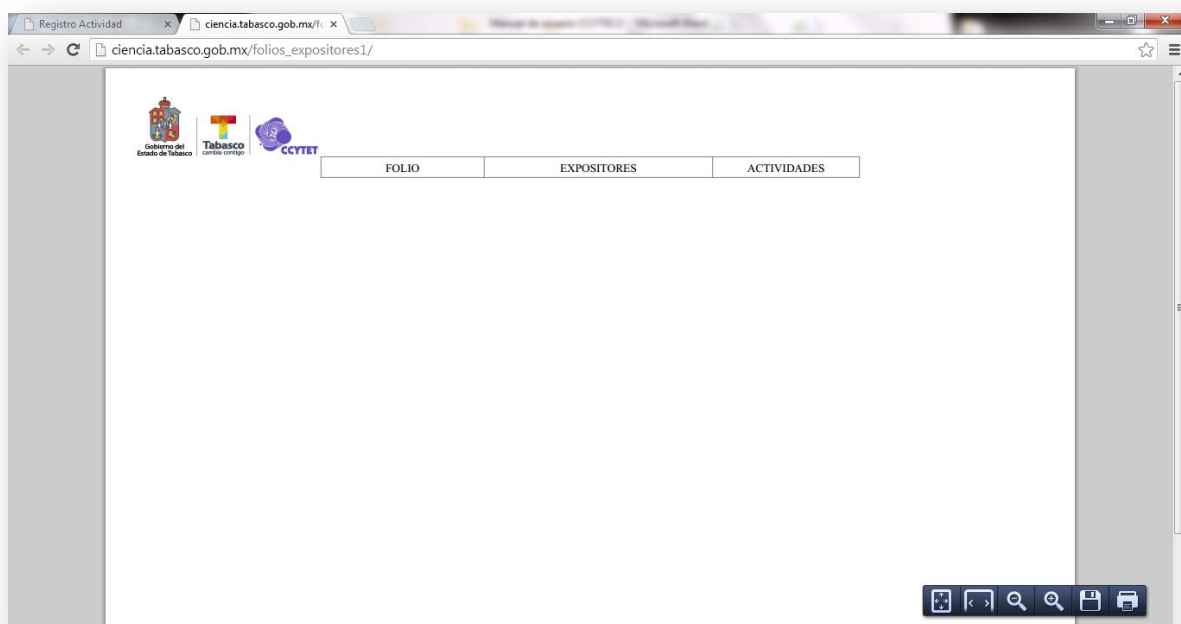 Registro Actividad
ciencia.tabasco.gob.mx/f
ciencia.tabasco.gob.mx/folios_expositores1/
Gobierno del
Estado de Tabasco
Tabasco
cambia contigo
CCYTET
FOLIO EXPOSITORES ACTIVIDADES